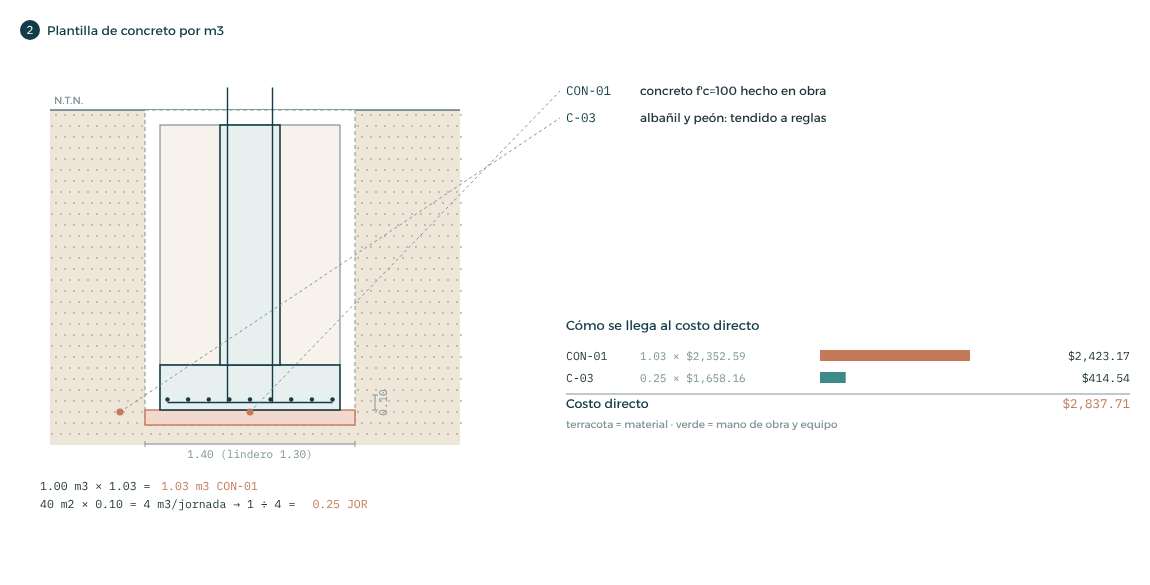 2 Plantilla de concreto por m3
N.T.N.
CON-01 concreto f'c=100 hecho en obra
C-03 albañil y peón: tendido a reglas
0.10
1.40 (lindero 1.30)
1.00 m3 × 1.03 = 1.03 m3 CON-01
40 m2 × 0.10 = 4 m3/jornada → 1 ÷ 4 = 0.25 JOR
Cómo se llega al costo directo
CON-01 1.03 × $2,352.59 $2,423.17
C-03 0.25 × $1,658.16 $414.54
Costo directo $2,837.71
terracota = material · verde = mano de obra y equipo